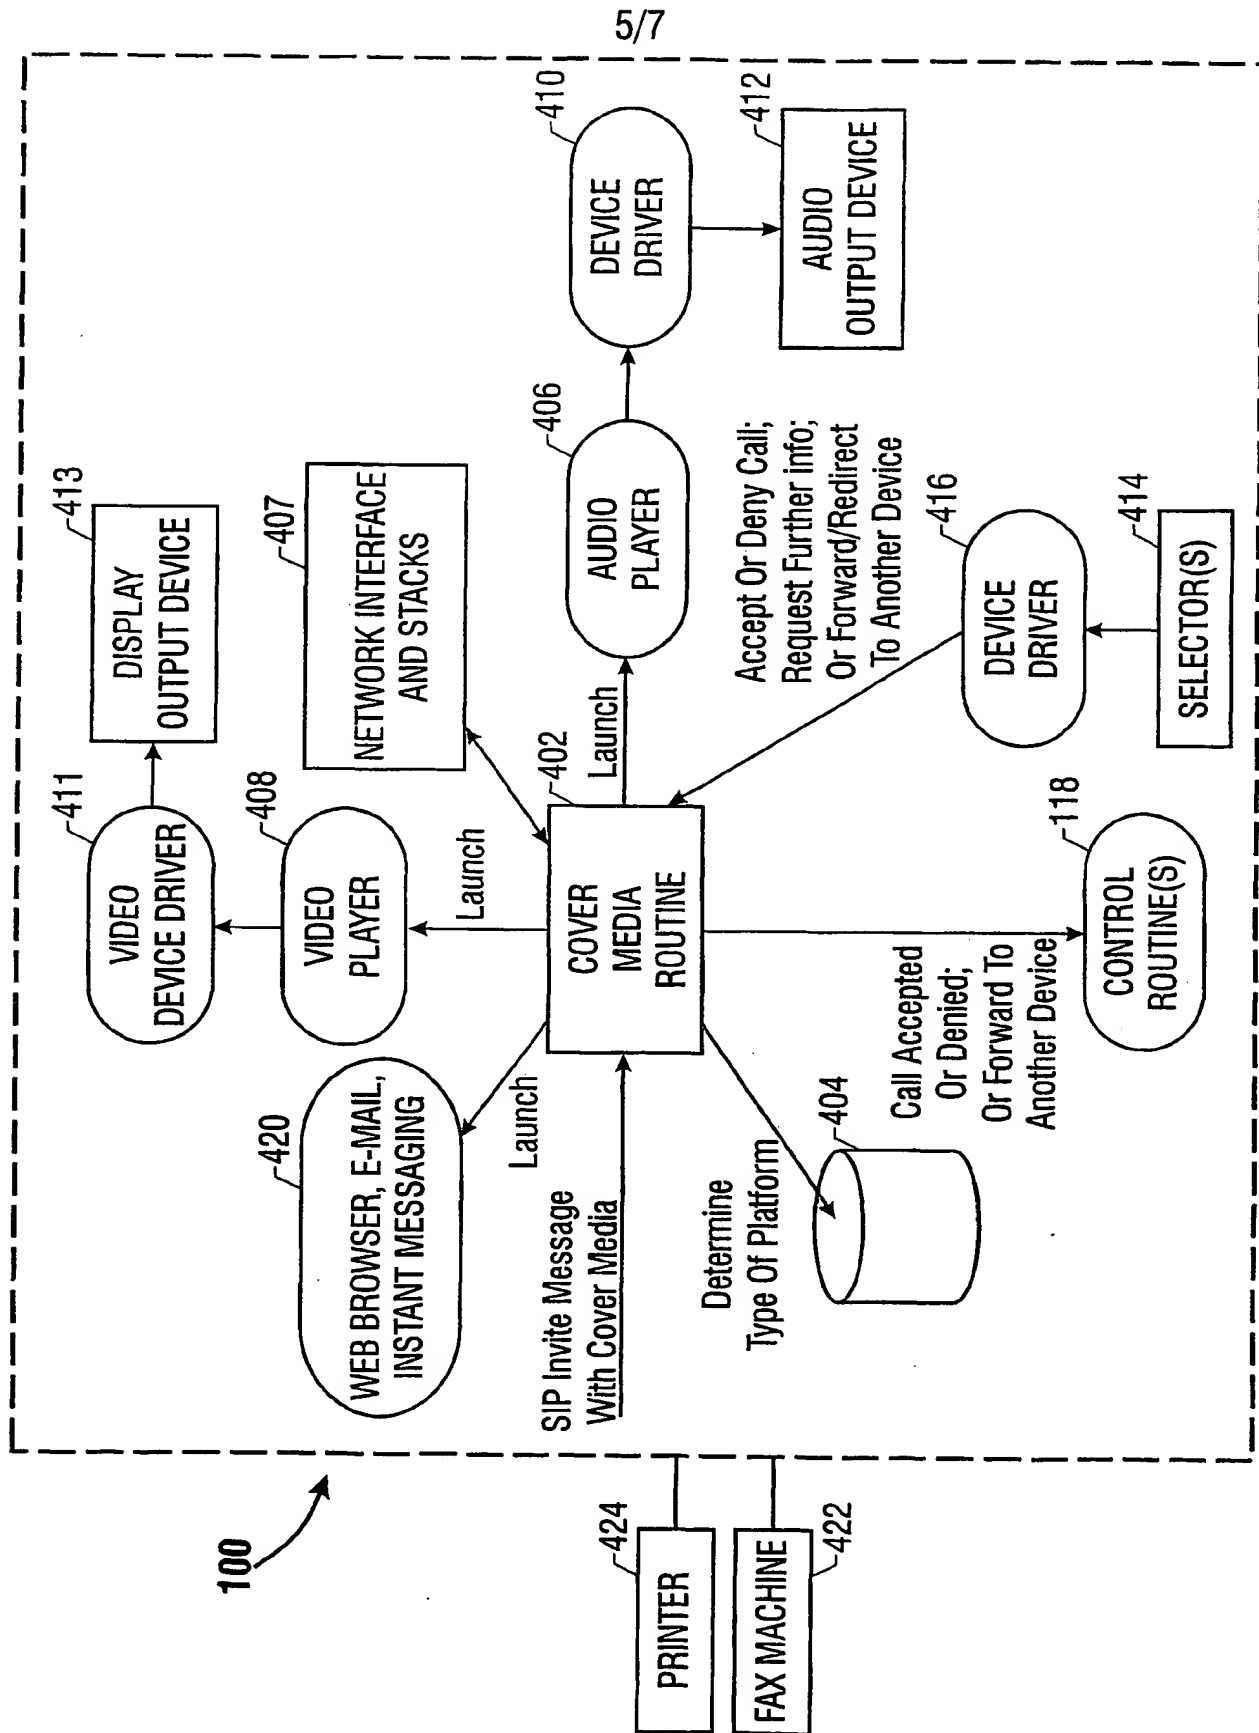 5/7
100
424
PRINTER
422
FAX MACHINE
420
WEB BROWSER, E-MAIL,
INSTANT MESSAGING
411
VIDEO
DEVICE DRIVER
413
DISPLAY
OUTPUT DEVICE
408
VIDEO
PLAYER
407
NETWORK INTERFACE
AND STACKS
Launch
Launch
SIP Invite Message
With Cover Media
402
COVER
MEDIA
ROUTINE
Launch
406
AUDIO
PLAYER
410
DEVICE
DRIVER
412
AUDIO
OUTPUT DEVICE
Determine
Type Of Platform
404
Call Accepted
Or Denied;
Or Forward To
Another Device
118
CONTROL
ROUTINE(S)
Accept Or Deny Call;
Request Further info;
Or Forward/Redirect
To Another Device
416
DEVICE
DRIVER
414
SELECTOR(S)